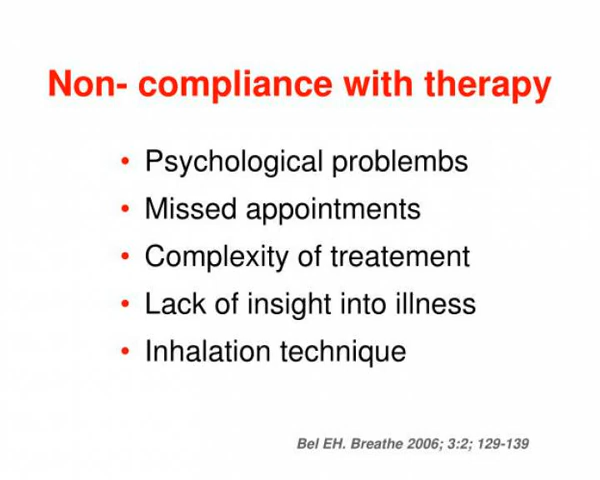 Non- compliance with therapy
• Psychological problembs
• Missed appointments
• Complexity of treatement
• Lack of insight into illness
• Inhalation technique
Bel EH. Breathe 2006; 3:2; 129-139